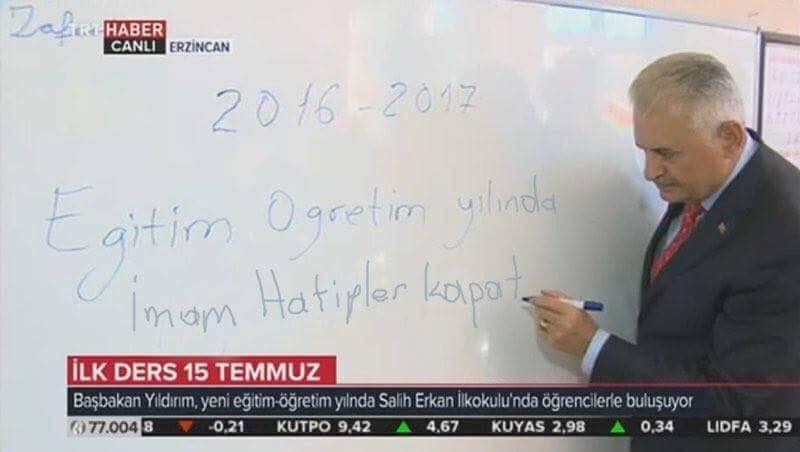 Zafer
TRT HABER
CANLI ERZİNCAN
2016-2017
Egitim Ogretim yılında
İmam Hatipler kapat
İLK DERS 15 TEMMUZ
Başbakan Yıldırım, yeni eğitim-öğretim yılnda Salih Erkan İlkokulu'nda öğrencilerle buluşuyor
77.004 8 ▼ -0,21 KUTPO 9,42 ▲ 4,67 KUYAS 2,98 ▲ 0,34 LIDFA 3,29